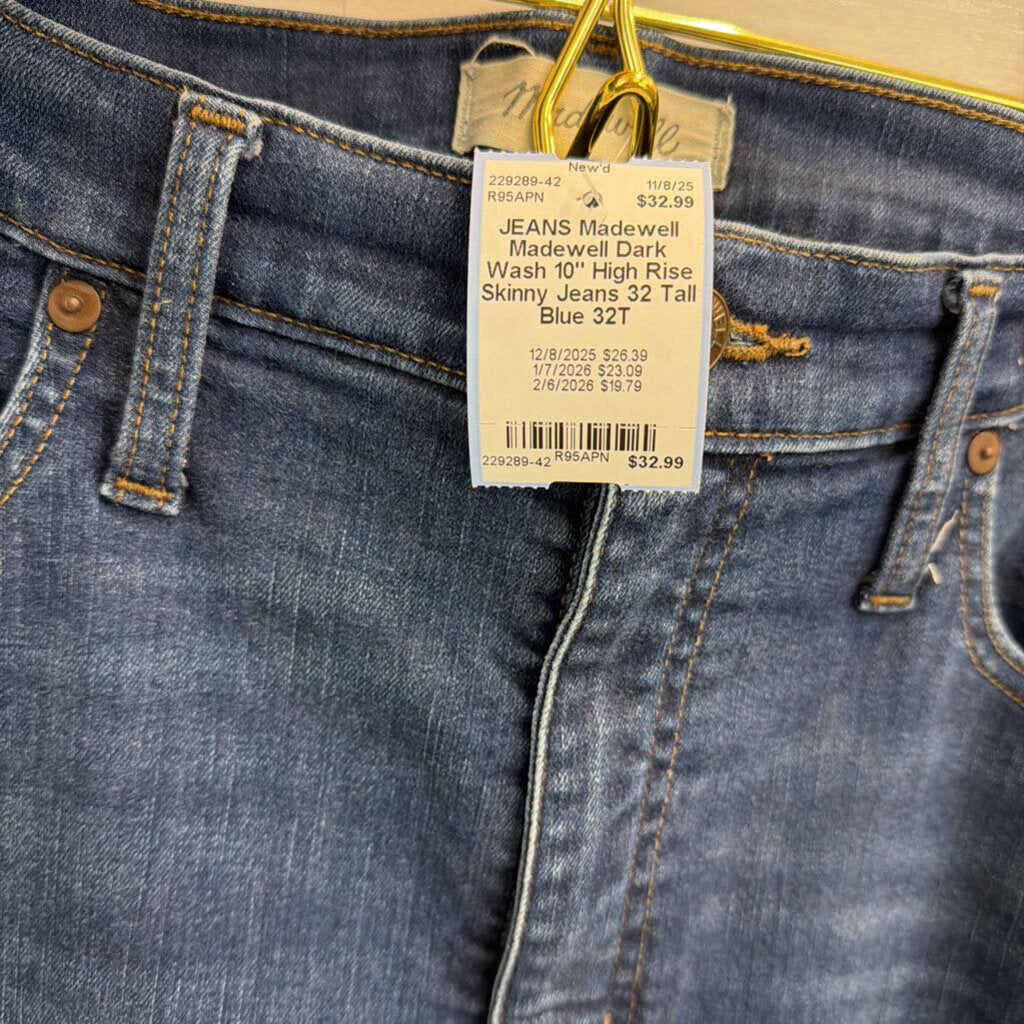 Madewell
New'd
229289-42 11/8/25
R95APN $32.99
JEANS Madewell
Madewell Dark
Wash 10" High Rise
Skinny Jeans 32 Tall
Blue 32T
12/8/2025 $26.39
1/7/2026 $23.09
2/6/2026 $19.79
229289-42 R95APN $32.99